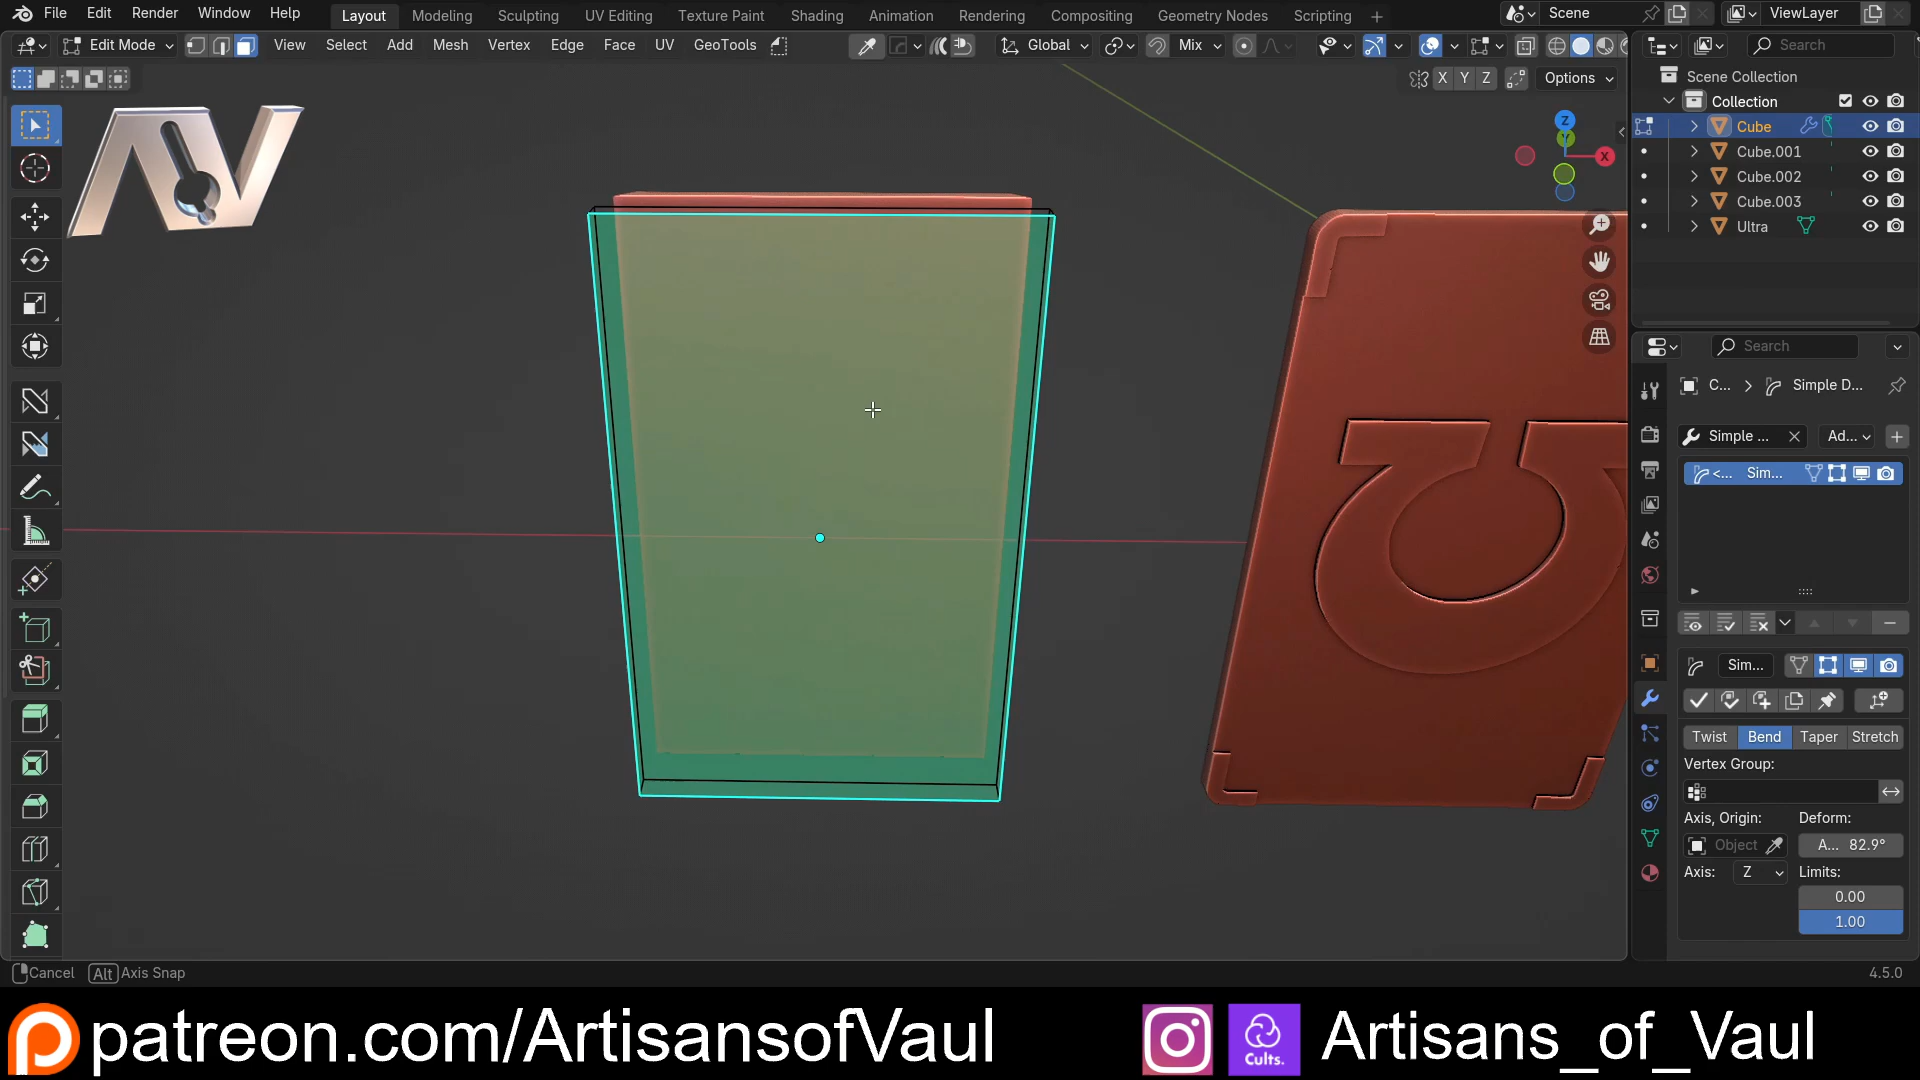 File Edit Render Window Help Layout Modeling Sculpting UV Editing Texture Paint Shading Animation Rendering Compositing Geometry Nodes Scripting + Scene ViewLayer
Edit Mode View Select Add Mesh Vertex Edge Face UV GeoTools Global Mix Search
X Y Z Options
Scene Collection
Collection
Cube
Cube.001
Cube.002
Cube.003
Ultra
Z
Y
X
AV
Search
C... Simple D...
Simple ... Ad...
<... Sim...
Sim...
Twist Bend Taper Stretch
Vertex Group:
Axis, Origin: Deform:
Object A... 82.9°
Axis: Z Limits:
0.00
1.00
Cancel Alt Axis Snap 4.5.0
patreon.com/ArtisansofVaul Cults. Artisans_of_Vaul